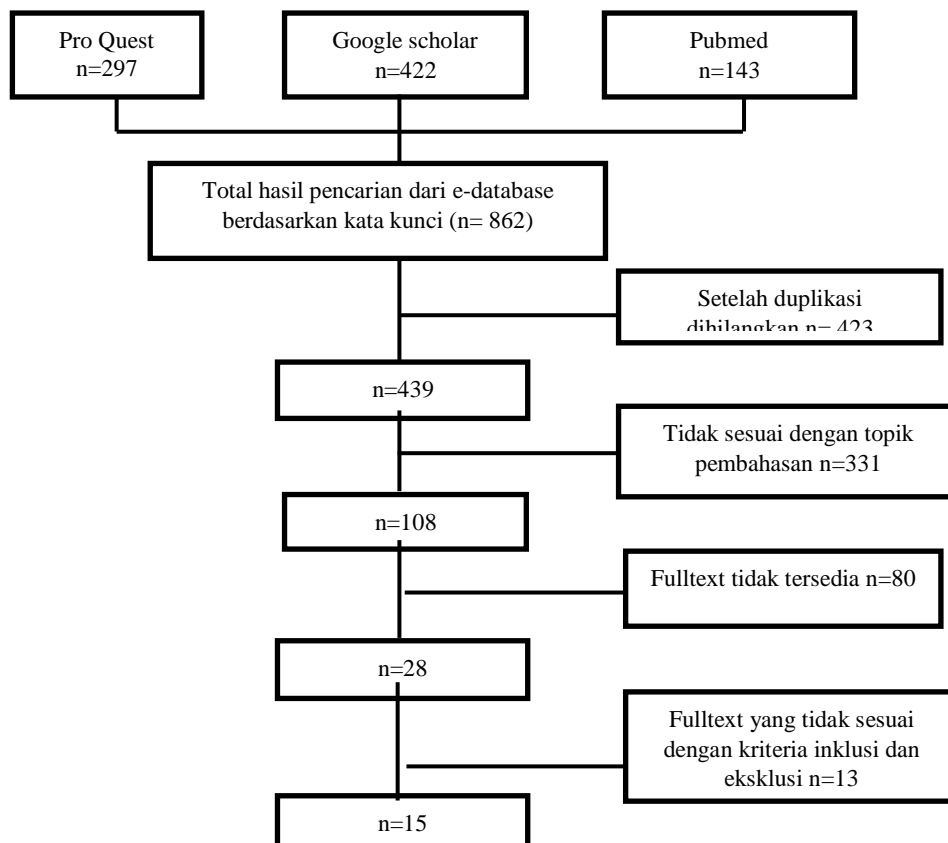 Pro Quest
n=297
Google scholar
n=422
Pubmed
n=143
Total hasil pencarian dari e-database
berdasarkan kata kunci (n= 862)
Setelah duplikasi
dihilangkan n= 423
n=439
Tidak sesuai dengan topik
pembahasan n=331
n=108
Fulltext tidak tersedia n=80
n=28
Fulltext yang tidak sesuai
dengan kriteria inklusi dan
eksklusi n=13
n=15